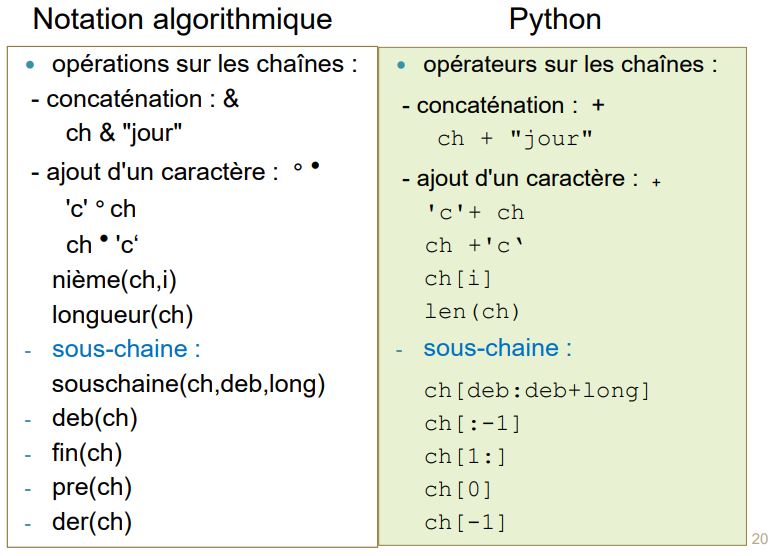 Notation algorithmique
• opérations sur les chaînes :
- concaténation : &
ch & "jour"
- ajout d'un caractère : ° •
'c' ° ch
ch • 'c‘
nième(ch,i)
longueur(ch)
- sous-chaine :
souschaine(ch,deb,long)
- deb(ch)
- fin(ch)
- pre(ch)
- der(ch)
Python
• opérateurs sur les chaînes :
- concaténation : +
ch + "jour"
- ajout d'un caractère : +
'c'+ ch
ch +'c‘
ch[i]
len(ch)
- sous-chaine :
ch[deb:deb+long]
ch[:-1]
ch[1:]
ch[0]
ch[-1]
20